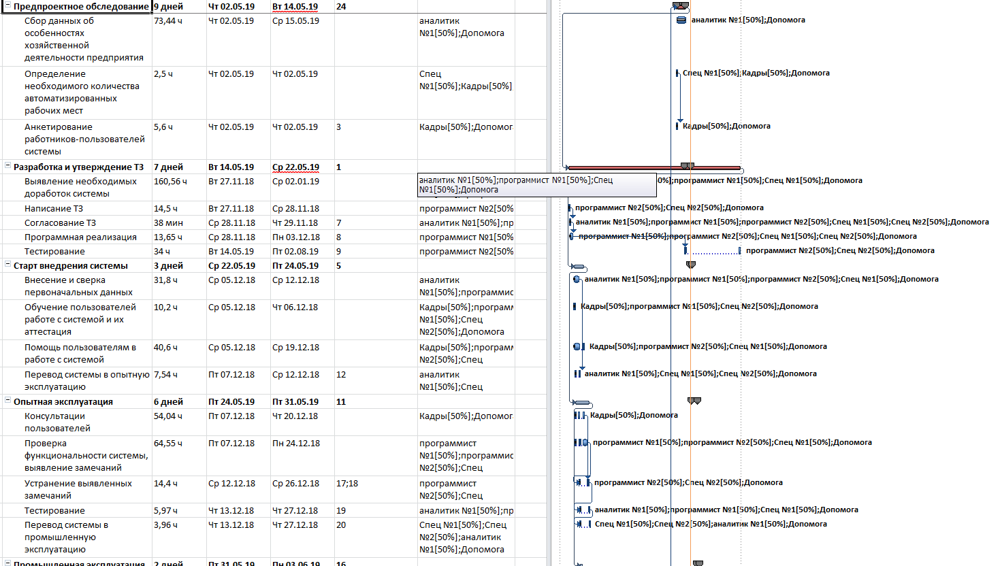 Предпроектное обследование 9 дней Чт 02.05.19 Вт 14.05.19 24
Сбор данных об 73,44 ч Чт 02.05.19 Ср 15.05.19 аналитик аналитик №1[50%];Допомога
особенностях №1[50%];Допомога
хозяйственной
деятельности предприятия
Определение 2,5 ч Чт 02.05.19 Чт 02.05.19 Спец Спец №1[50%];Кадры[50%];Допомога
необходимого количества №1[50%];Кадры[50%]
автоматизированных
рабочих мест
Анкетирование 5,6 ч Чт 02.05.19 Чт 02.05.19 3 Кадры[50%];Допомог Кадры[50%];Допомога
работников-пользователей
системы
Разработка и утверждение ТЗ 7 дней Вт 14.05.19 Ср 22.05.19 1
Выявление необходимых 160,56 ч Вт 27.11.18 Ср 02.01.19 аналитик №1[50%];программист №1[50%];Спец 0%];программист №1[50%];Спец №1[50%];Допомога
доработок системы №1[50%];Допомога
Написание ТЗ 14,5 ч Вт 27.11.18 Ср 28.11.18 программист №2[50% программист №2[50%];Спец №2[50%];Допомога
Согласование ТЗ 38 мин Ср 28.11.18 Чт 29.11.18 7 аналитик №1[50%];пр аналитик №1[50%];программист №1[50%];программист №2[50%];Спец №1[50%];Спец №2[50%];Допомога
Программная реализация 13,65 ч Ср 28.11.18 Пн 03.12.18 8 программист №1[50% программист №1[50%];программист №2[50%];Спец №1[50%];Спец №2[50%];Допомога
Тестирование 34 ч Вт 14.05.19 Пт 02.08.19 9 программист №2[50% программист №2[50%];Спец №2[50%];Допомога
Старт внедрения системы 3 дней Ср 22.05.19 Пт 24.05.19 5
Внесение и сверка 31,8 ч Ср 05.12.18 Ср 12.12.18 аналитик аналитик №1[50%];программист №1[50%];программист №2[50%];Спец №1[50%];Допомога
первоначальных данных №1[50%];программис
Обучение пользователей 10,2 ч Ср 05.12.18 Чт 06.12.18 Кадры[50%];програм Кадры[50%];программист №1[50%];Спец №2[50%];Допомога
работе с системой и их №1[50%];Спец
аттестация №2[50%];Допомога
Помощь пользователям в 40,6 ч Ср 05.12.18 Ср 19.12.18 Кадры[50%];програм Кадры[50%];программист №2[50%];Спец №1[50%];Допомога
работе с системой №2[50%];Спец
Перевод системы в опытную 7,54 ч Пт 07.12.18 Ср 12.12.18 12 аналитик аналитик №1[50%];Спец №1[50%];Спец №2[50%];Допомога
эксплуатацию №1[50%];Спец
Опытная эксплуатация 6 дней Пт 24.05.19 Пт 31.05.19 11
Консультации 54,04 ч Пт 07.12.18 Чт 20.12.18 Кадры[50%];Допомог Кадры[50%];Допомога
пользователей
Проверка 64,55 ч Пт 07.12.18 Пн 24.12.18 программист программист №1[50%];программист №2[50%];Спец №1[50%];Допомога
функциональности системы, №1[50%];программис
выявление замечаний №2[50%];Спец
Устранение выявленных 14,4 ч Ср 12.12.18 Ср 26.12.18 17;18 программист программист №2[50%];Спец №2[50%];Допомога
замечаний №2[50%];Спец
Тестирование 5,97 ч Чт 13.12.18 Чт 27.12.18 19 аналитик №1[50%];пр аналитик №1[50%];программист №1[50%];Спец №1[50%];Допомога
Перевод системы в 3,96 ч Чт 13.12.18 Чт 27.12.18 20 Спец №1[50%];Спец Спец №1[50%];Спец №2[50%];аналитик №1[50%];Допомога
промышленную №2[50%];аналитик
эксплуатацию №1[50%];Допомога
Промышленная эксплуатация 2 дней Пт 31.05.19 Пн 03.06.19 16